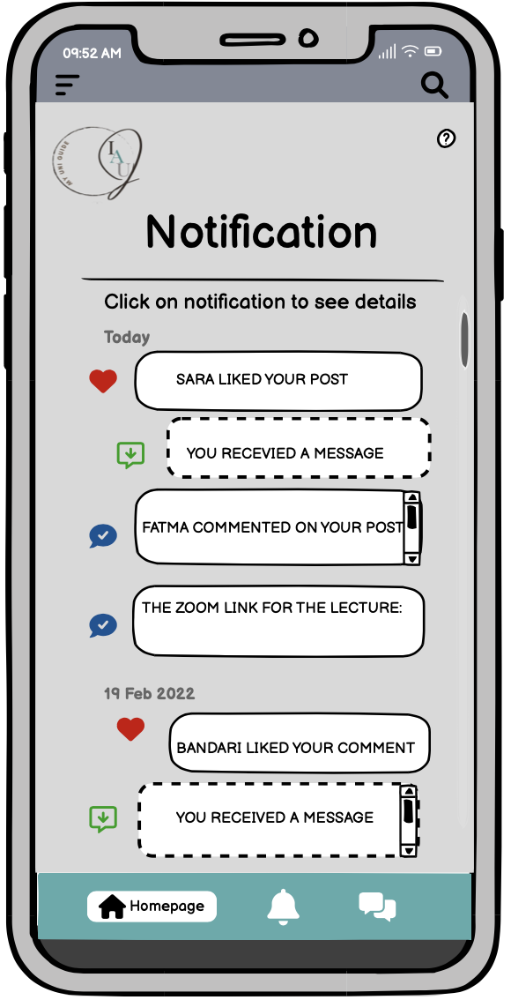 09:52 AM
MY UNI GUIDE
IAU
?
Notification
Click on notification to see details
Today
SARA LIKED YOUR POST
YOU RECEVIED A MESSAGE
FATMA COMMENTED ON YOUR POST
THE ZOOM LINK FOR THE LECTURE:
19 Feb 2022
BANDARI LIKED YOUR COMMENT
YOU RECEIVED A MESSAGE
Homepage